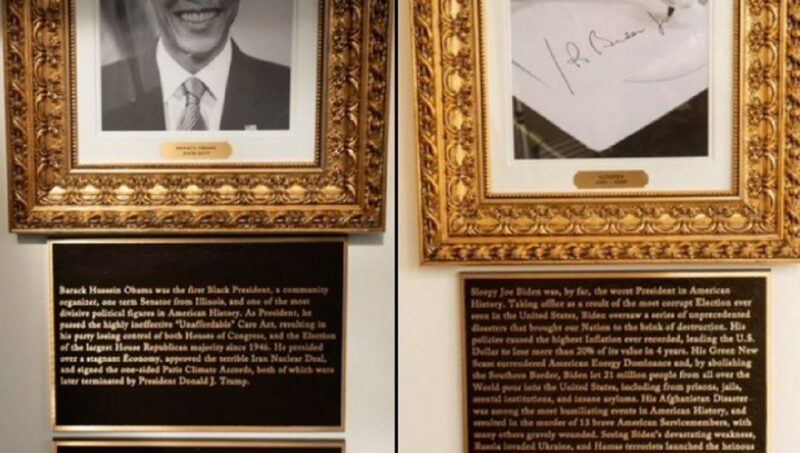 BARACK OBAMA
2009-2017
Barack Hussein Obama was the first Black President, a community
organizer, one term Senator from Illinois, and one of the most
divisive political figures in American History. As President, he
passed the highly ineffective "Unaffordable" Care Act, resulting in
his party losing control of both Houses of Congress, and the Election
of the largest House Republican majority since 1946. He presided
over a stagnant Economy, approved the terrible Iran Nuclear Deal,
and signed the one-sided Paris Climate Accords, both of which were
later terminated by President Donald J. Trump.
R Biden Jr
AUTOPEN
2021 - 2025
Sleepy Joe Biden was, by far, the worst President in American
History. Taking office as a result of the most corrupt Election ever
seen in the United States, Biden oversaw a series of unprecedented
disasters that brought our Nation to the brink of destruction. His
policies caused the highest Inflation ever recorded, leading the U.S.
Dollar to lose more than 20% of its value in 4 years. His Green New
Scam surrendered American Energy Dominance and, by abolishing
the Southern Border, Biden let 21 million people from all over the
World pour into the United States, including from prisons, jails,
mental institutions, and insane asylums. His Afghanistan Disaster
was among the most humiliating events in American History, and
resulted in the murder of 13 brave American Servicemembers, with
many others gravely wounded. Seeing Biden's devastating weakness,
Russia invaded Ukraine, and Hamas terrorists launched the heinous